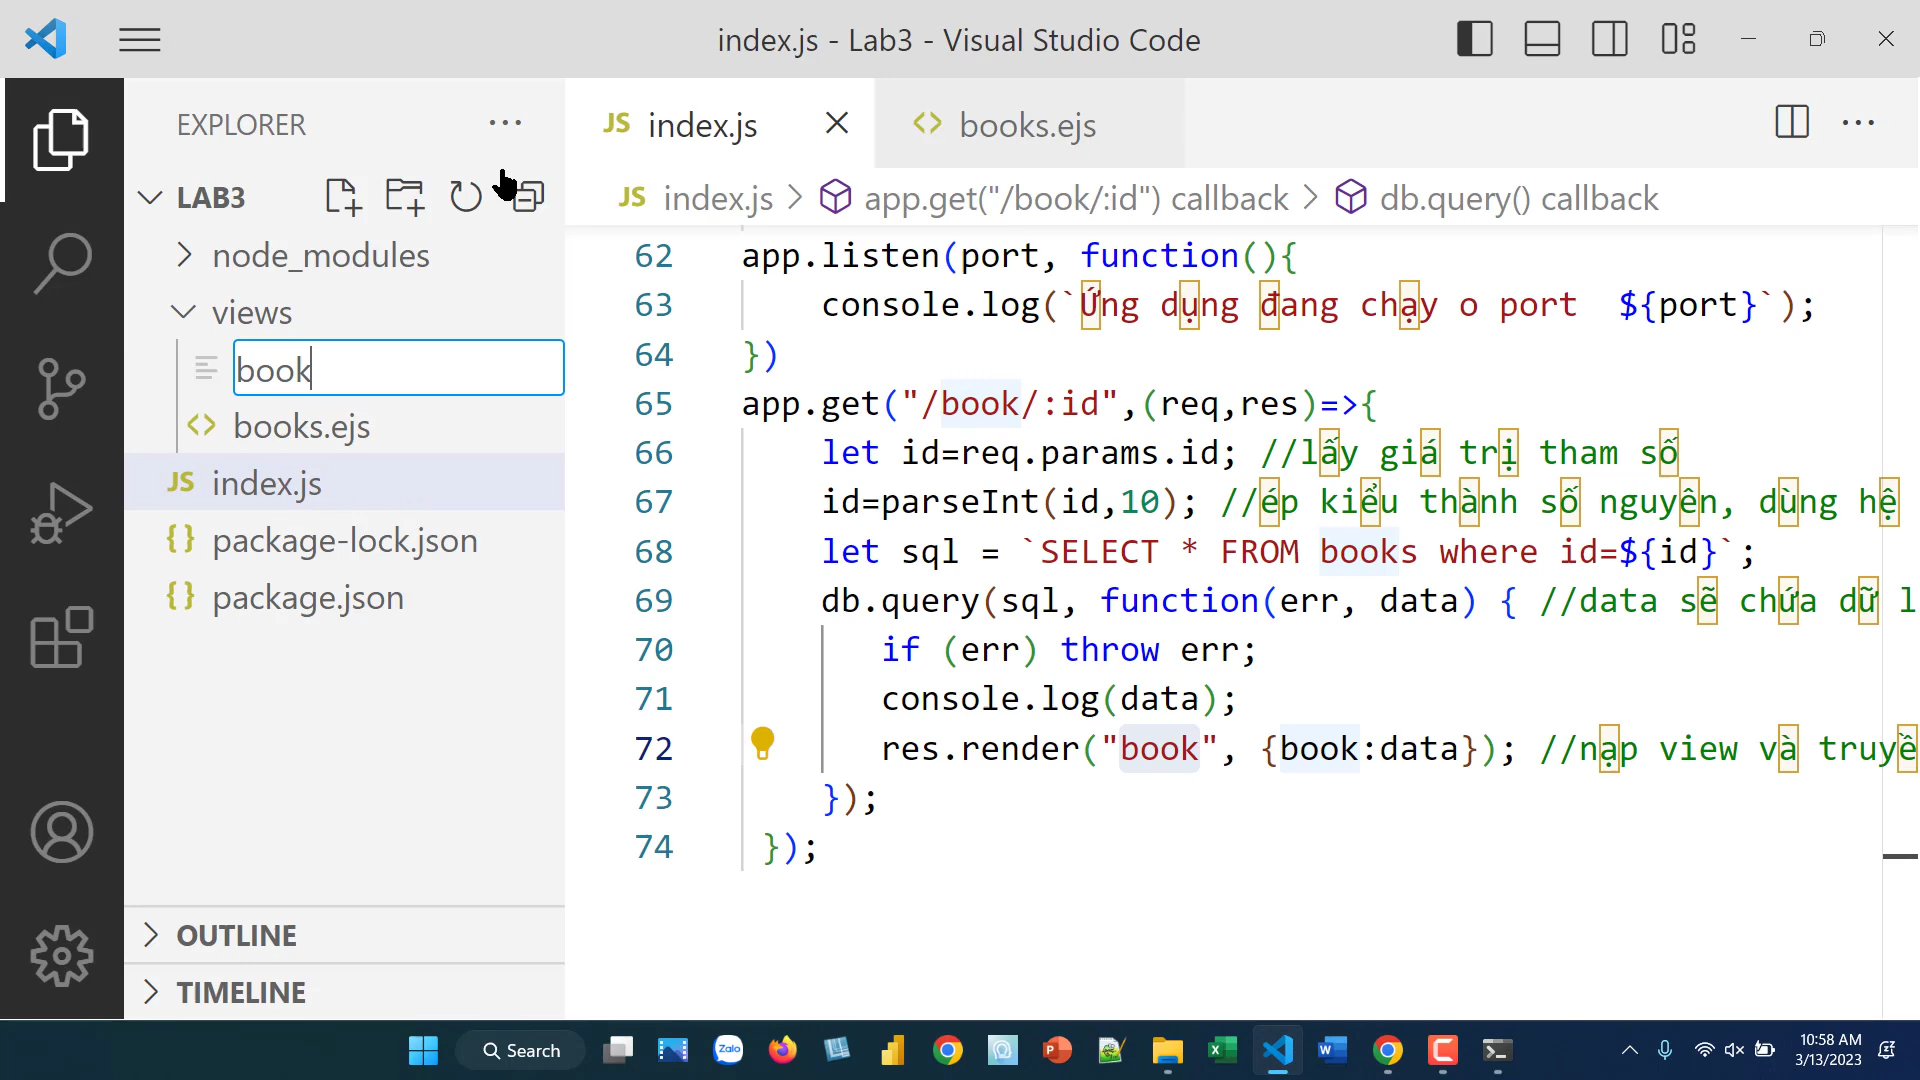 index.js - Lab3 - Visual Studio Code
EXPLORER
LAB3
node_modules
views
book
books.ejs
JS index.js
{} package-lock.json
{} package.json
OUTLINE
TIMELINE
JS index.js
<> books.ejs
JS index.js > app.get("/book/:id") callback > db.query() callback
62 app.listen(port, function(){
63 console.log(`Ứng dụng đang chạy o port  ${port}`);
64 })
65 app.get("/book/:id",(req,res)=>{
66 let id=req.params.id; //lấy giá trị tham số
67 id=parseInt(id,10); //ép kiểu thành số nguyên, dùng hệ
68 let sql = `SELECT * FROM books where id=${id}`;
69 db.query(sql, function(err, data) { //data sẽ chứa dữ l
70 if (err) throw err;
71 console.log(data);
72 res.render("book", {book:data}); //nạp view và truyề
73 });
74 });
Search
Zalo
10:58 AM
3/13/2023